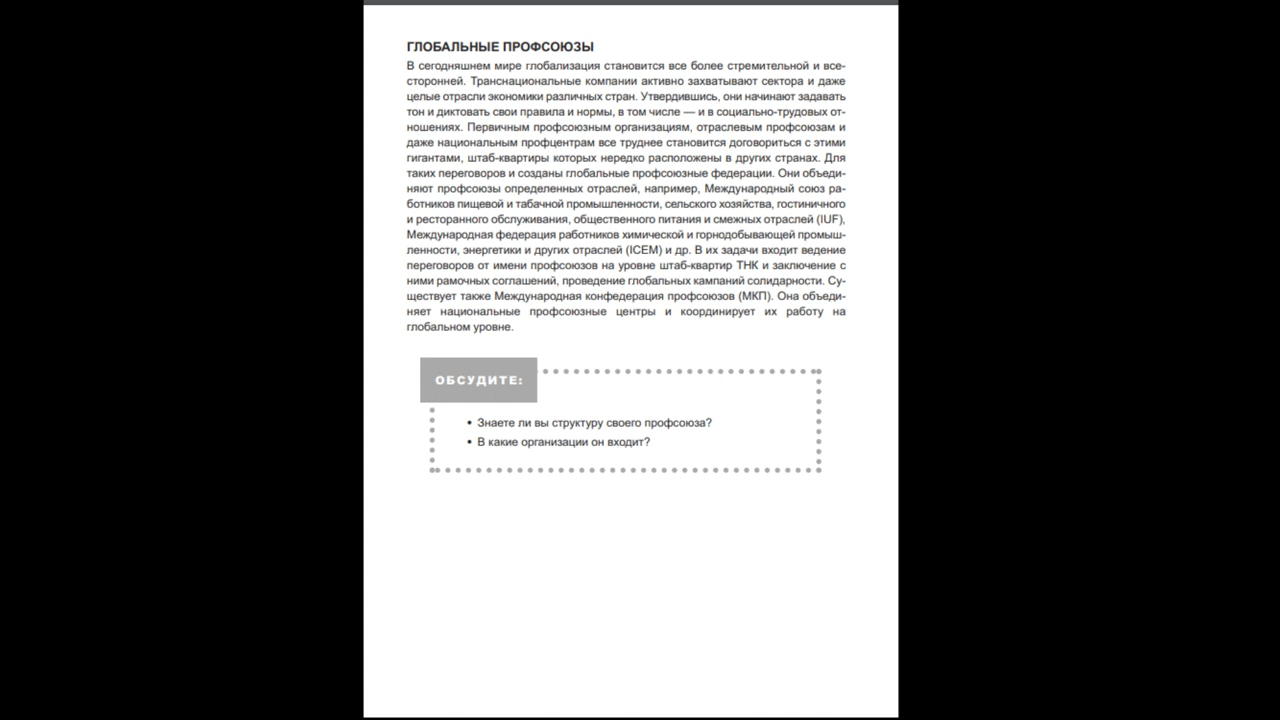 ГЛОБАЛЬНЫЕ ПРОФСОЮЗЫ
В сегодняшнем мире глобализация становится все более стремительной и все-
сторонней. Транснациональные компании активно захватывают сектора и даже
целые отрасли экономики различных стран. Утвердившись, они начинают задавать
тон и диктовать свои правила и нормы, в том числе — и в социально-трудовых от-
ношениях. Первичным профсоюзным организациям, отраслевым профсоюзам и
даже национальным профцентрам все труднее становится договориться с этими
гигантами, штаб-квартиры которых нередко расположены в других странах. Для
таких переговоров и созданы глобальные профсоюзные федерации. Они объеди-
няют профсоюзы определенных отраслей, например, Международный союз ра-
ботников пищевой и табачной промышленности, сельского хозяйства, гостиничного
и ресторанного обслуживания, общественного питания и смежных отраслей (IUF),
Международная федерация работников химической и горнодобывающей промыш-
ленности, энергетики и других отраслей (ICEM) и др. В их задачи входит ведение
переговоров от имени профсоюзов на уровне штаб-квартир ТНК и заключение с
ними рамочных соглашений, проведение глобальных кампаний солидарности. Су-
ществует также Международная конфедерация профсоюзов (МКП). Она объеди-
няет национальные профсоюзные центры и координирует их работу на
глобальном уровне.
ОБСУДИТЕ:
• Знаете ли вы структуру своего профсоюза?
• В какие организации он входит?